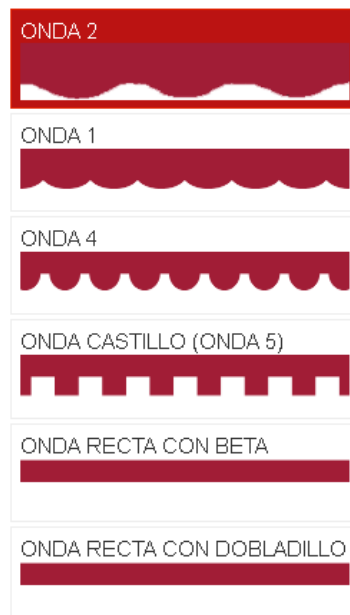 ONDA 2
ONDA 1
ONDA 4
ONDA CASTILLO (ONDA 5)
ONDA RECTA CON BETA
ONDA RECTA CON DOBLADILLO